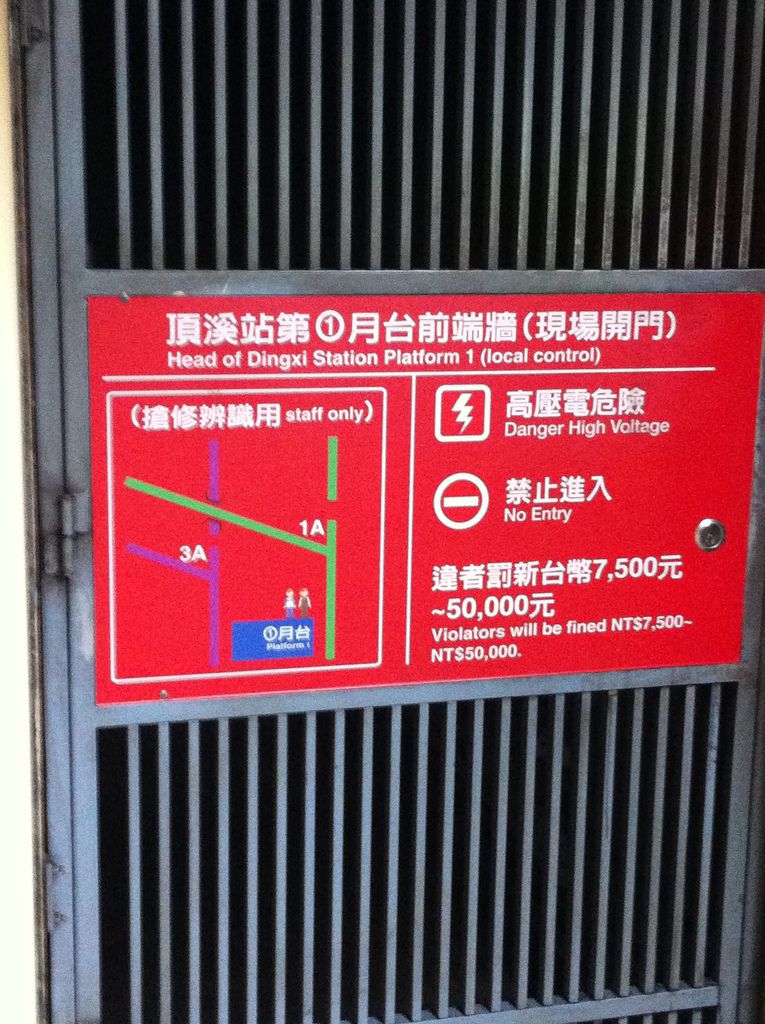 頂溪站第①月台前端牆(現場開門)
Head of Dingxi Station Platform 1 (local control)
(搶修辨識用 staff only)
1A
3A
①月台
Platform 1
高壓電危險
Danger High Voltage
禁止進入
No Entry
違者罰新台幣7,500元
~50,000元
Violators will be fined NT$7,500~
NT$50,000.